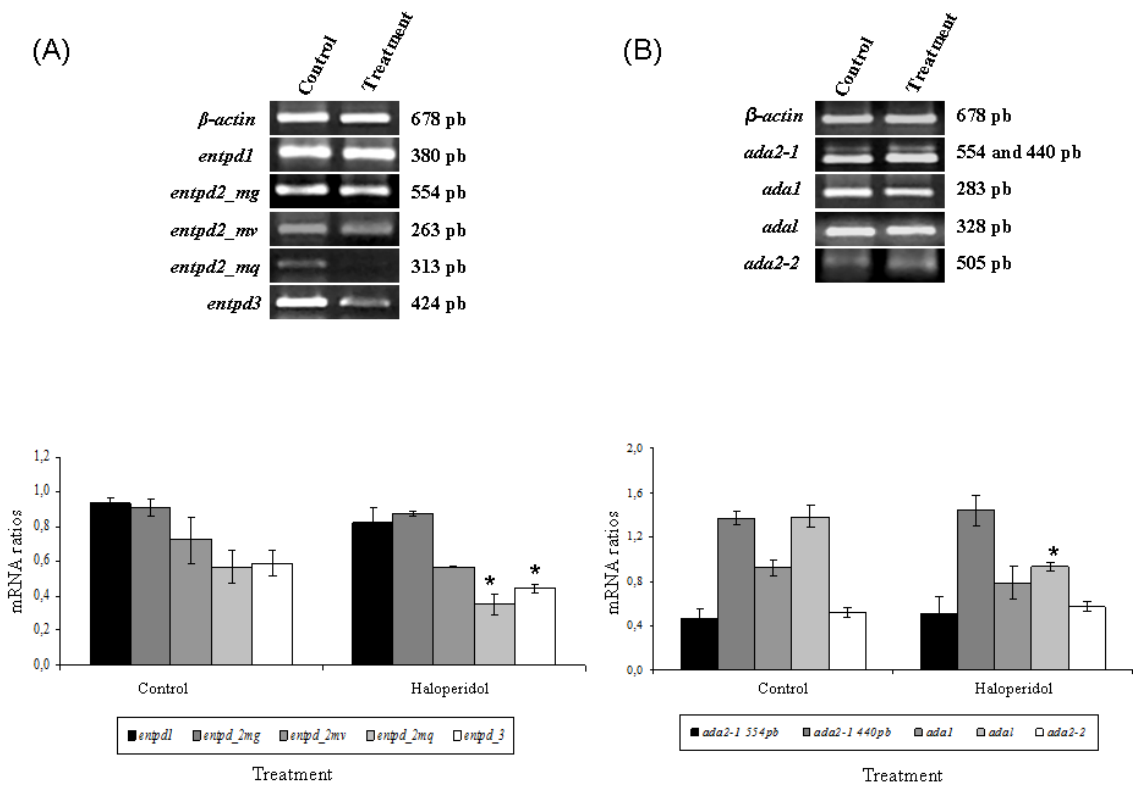 (A)
Control
Treatment
β-actin 678 pb
entpd1 380 pb
entpd2_mg 554 pb
entpd2_mv 263 pb
entpd2_mq 313 pb
entpd3 424 pb
mRNA ratios
1,2
1,0
0,8
0,6
0,4
0,2
0,0
* *
Control Haloperidol
entpd1 entpd_2mg entpd_2mv entpd_2mq entpd_3
Treatment
(B)
Control
Treatment
β-actin 678 pb
ada2-1 554 and 440 pb
ada1 283 pb
adal 328 pb
ada2-2 505 pb
mRNA ratios
2,0
1,6
1,2
0,8
0,4
0,0
*
Control Haloperidol
ada2-1 554pb ada2-1 440pb ada1 adal ada2-2
Treatment